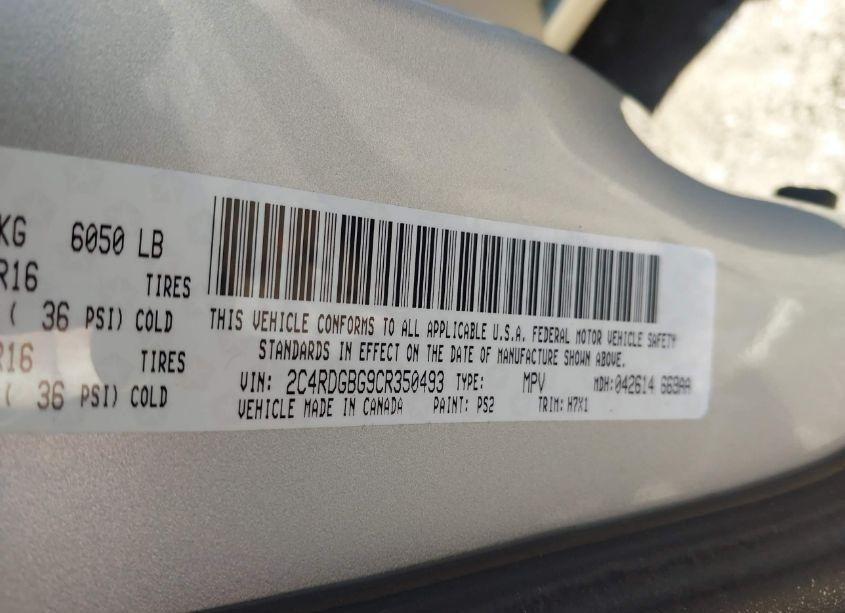 KG 6050 LB
R16 TIRES
( 36 PSI) COLD
R16 TIRES
( 36 PSI) COLD
THIS VEHICLE CONFORMS TO ALL APPLICABLE U.S.A. FEDERAL MOTOR VEHICLE SAFETY
STANDARDS IN EFFECT ON THE DATE OF MANUFACTURE SHOWN ABOVE.
VIN: 2C4RDGBG9CR350493 TYPE: MPV MDH:042614 669AA
VEHICLE MADE IN CANADA PAINT: PS2 TRIM: H7X1